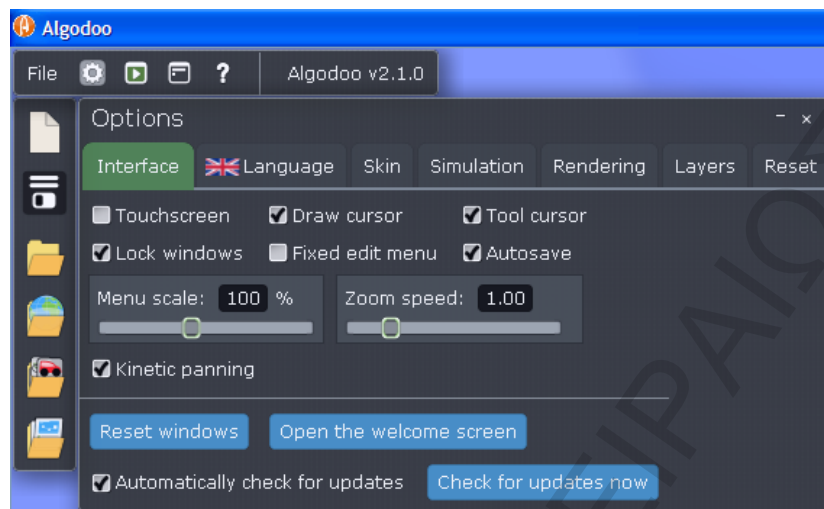 Algodoo
File ? Algodoo v2.1.0
Options
Interface Language Skin Simulation Rendering Layers Reset
Touchscreen Draw cursor Tool cursor
Lock windows Fixed edit menu Autosave
Menu scale: 100 % Zoom speed: 1.00
Kinetic panning
Reset windows Open the welcome screen
Automatically check for updates Check for updates now
ΕΙΡΑΙΩΣ